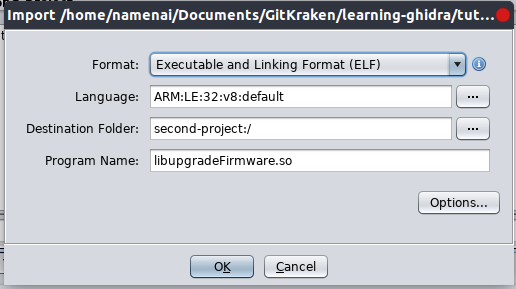 Import /home/namenai/Documents/GitKraken/learning-ghidra/tut...
Format: Executable and Linking Format (ELF)
Language: ARM:LE:32:v8:default ...
Destination Folder: second-project:/ ...
Program Name: libupgradeFirmware.so
Options...
OK Cancel